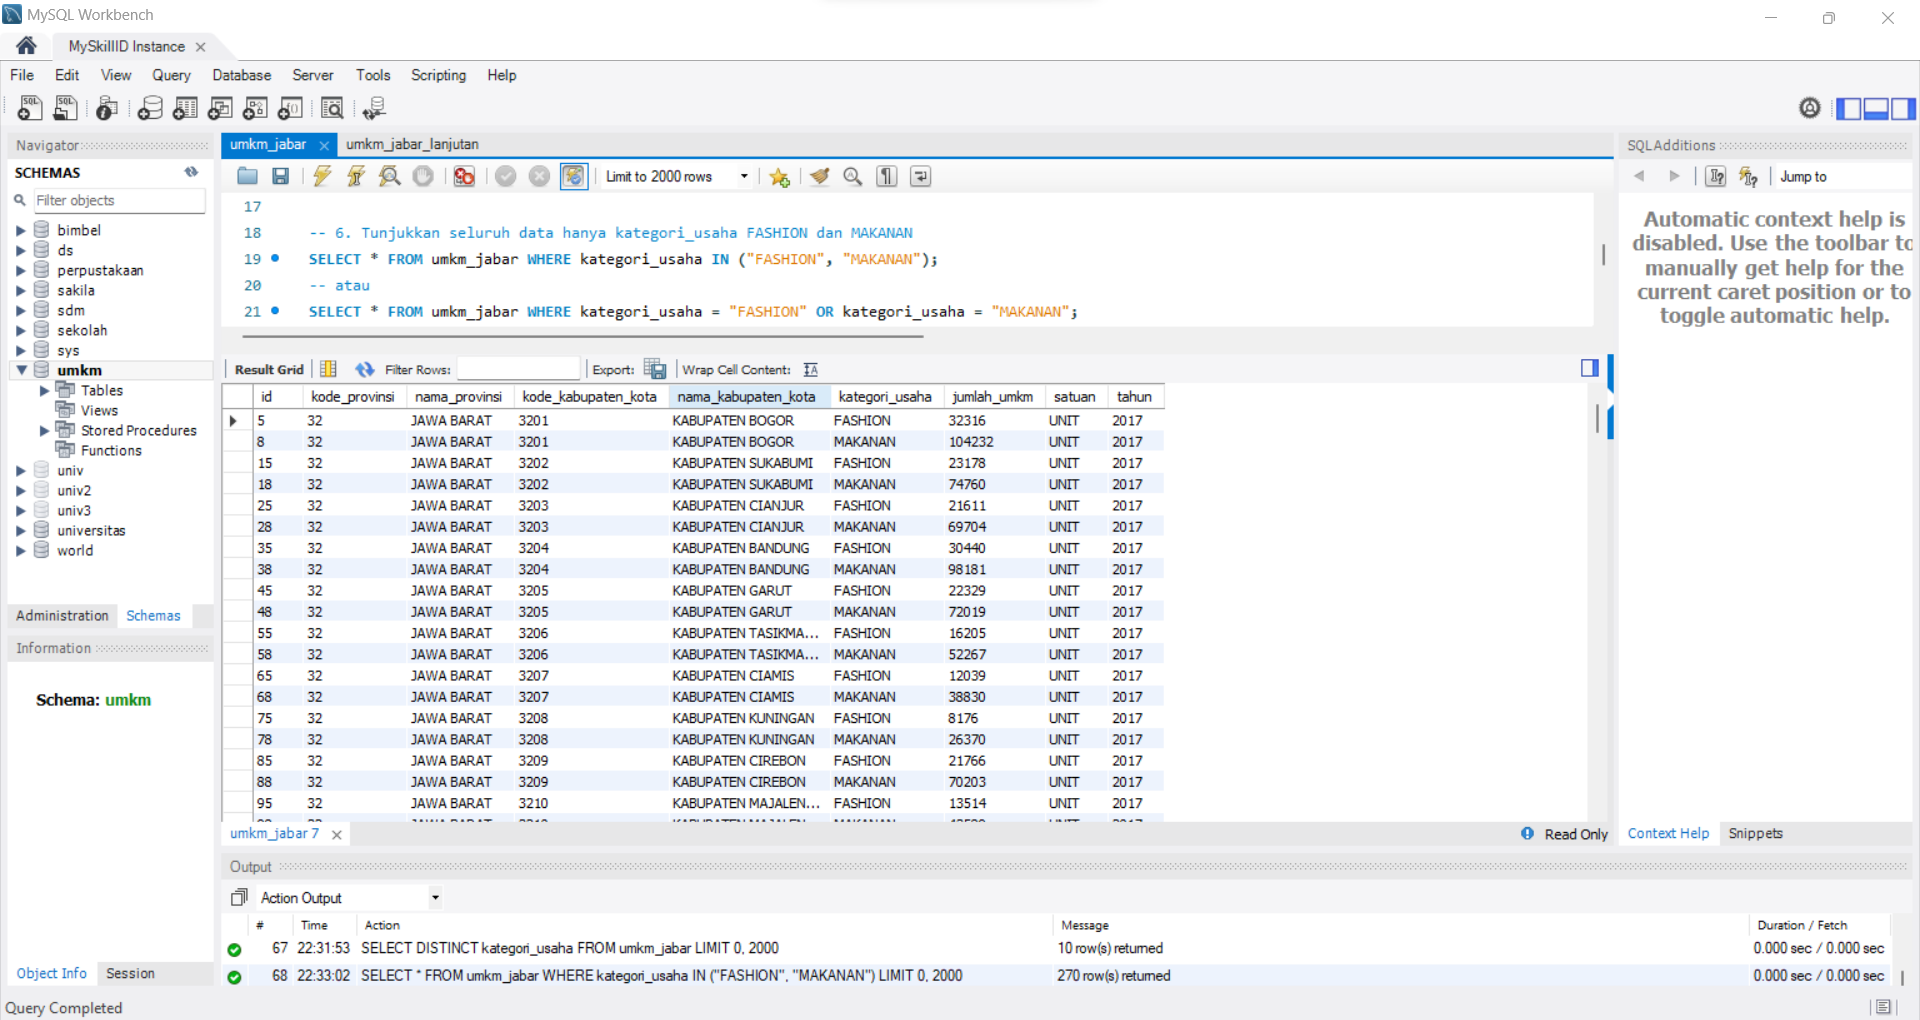 MySQL Workbench
MySkillID Instance
File Edit View Query Database Server Tools Scripting Help
Navigator
SCHEMAS
Filter objects
bimbel
ds
perpustakaan
sakila
sdm
sekolah
sys
umkm
Tables
Views
Stored Procedures
Functions
univ
univ2
univ3
universitas
world
Administration Schemas
Information
Schema: umkm
Object Info Session
Query Completed
umkm_jabar umkm_jabar_lanjutan
Limit to 2000 rows
17
18 -- 6. Tunjukkan seluruh data hanya kategori_usaha FASHION dan MAKANAN
19 SELECT * FROM umkm_jabar WHERE kategori_usaha IN ("FASHION", "MAKANAN");
20 -- atau
21 SELECT * FROM umkm_jabar WHERE kategori_usaha = "FASHION" OR kategori_usaha = "MAKANAN";
Result Grid Filter Rows: Export: Wrap Cell Content:
id kode_provinsi nama_provinsi kode_kabupaten_kota nama_kabupaten_kota kategori_usaha jumlah_umkm satuan tahun
5 32 JAWA BARAT 3201 KABUPATEN BOGOR FASHION 32316 UNIT 2017
8 32 JAWA BARAT 3201 KABUPATEN BOGOR MAKANAN 104232 UNIT 2017
15 32 JAWA BARAT 3202 KABUPATEN SUKABUMI FASHION 23178 UNIT 2017
18 32 JAWA BARAT 3202 KABUPATEN SUKABUMI MAKANAN 74760 UNIT 2017
25 32 JAWA BARAT 3203 KABUPATEN CIANJUR FASHION 21611 UNIT 2017
28 32 JAWA BARAT 3203 KABUPATEN CIANJUR MAKANAN 69704 UNIT 2017
35 32 JAWA BARAT 3204 KABUPATEN BANDUNG FASHION 30440 UNIT 2017
38 32 JAWA BARAT 3204 KABUPATEN BANDUNG MAKANAN 98181 UNIT 2017
45 32 JAWA BARAT 3205 KABUPATEN GARUT FASHION 22329 UNIT 2017
48 32 JAWA BARAT 3205 KABUPATEN GARUT MAKANAN 72019 UNIT 2017
55 32 JAWA BARAT 3206 KABUPATEN TASIKMA... FASHION 16205 UNIT 2017
58 32 JAWA BARAT 3206 KABUPATEN TASIKMA... MAKANAN 52267 UNIT 2017
65 32 JAWA BARAT 3207 KABUPATEN CIAMIS FASHION 12039 UNIT 2017
68 32 JAWA BARAT 3207 KABUPATEN CIAMIS MAKANAN 38830 UNIT 2017
75 32 JAWA BARAT 3208 KABUPATEN KUNINGAN FASHION 8176 UNIT 2017
78 32 JAWA BARAT 3208 KABUPATEN KUNINGAN MAKANAN 26370 UNIT 2017
85 32 JAWA BARAT 3209 KABUPATEN CIREBON FASHION 21766 UNIT 2017
88 32 JAWA BARAT 3209 KABUPATEN CIREBON MAKANAN 70203 UNIT 2017
95 32 JAWA BARAT 3210 KABUPATEN MAJALEN... FASHION 13514 UNIT 2017
umkm_jabar 7 Read Only
Output
Action Output
# Time Action Message Duration / Fetch
67 22:31:53 SELECT DISTINCT kategori_usaha FROM umkm_jabar LIMIT 0, 2000 10 row(s) returned 0.000 sec / 0.000 sec
68 22:33:02 SELECT * FROM umkm_jabar WHERE kategori_usaha IN ("FASHION", "MAKANAN") LIMIT 0, 2000 270 row(s) returned 0.000 sec / 0.000 sec
SQLAdditions
Jump to
Automatic context help is
disabled. Use the toolbar to
manually get help for the
current caret position or to
toggle automatic help.
Context Help Snippets